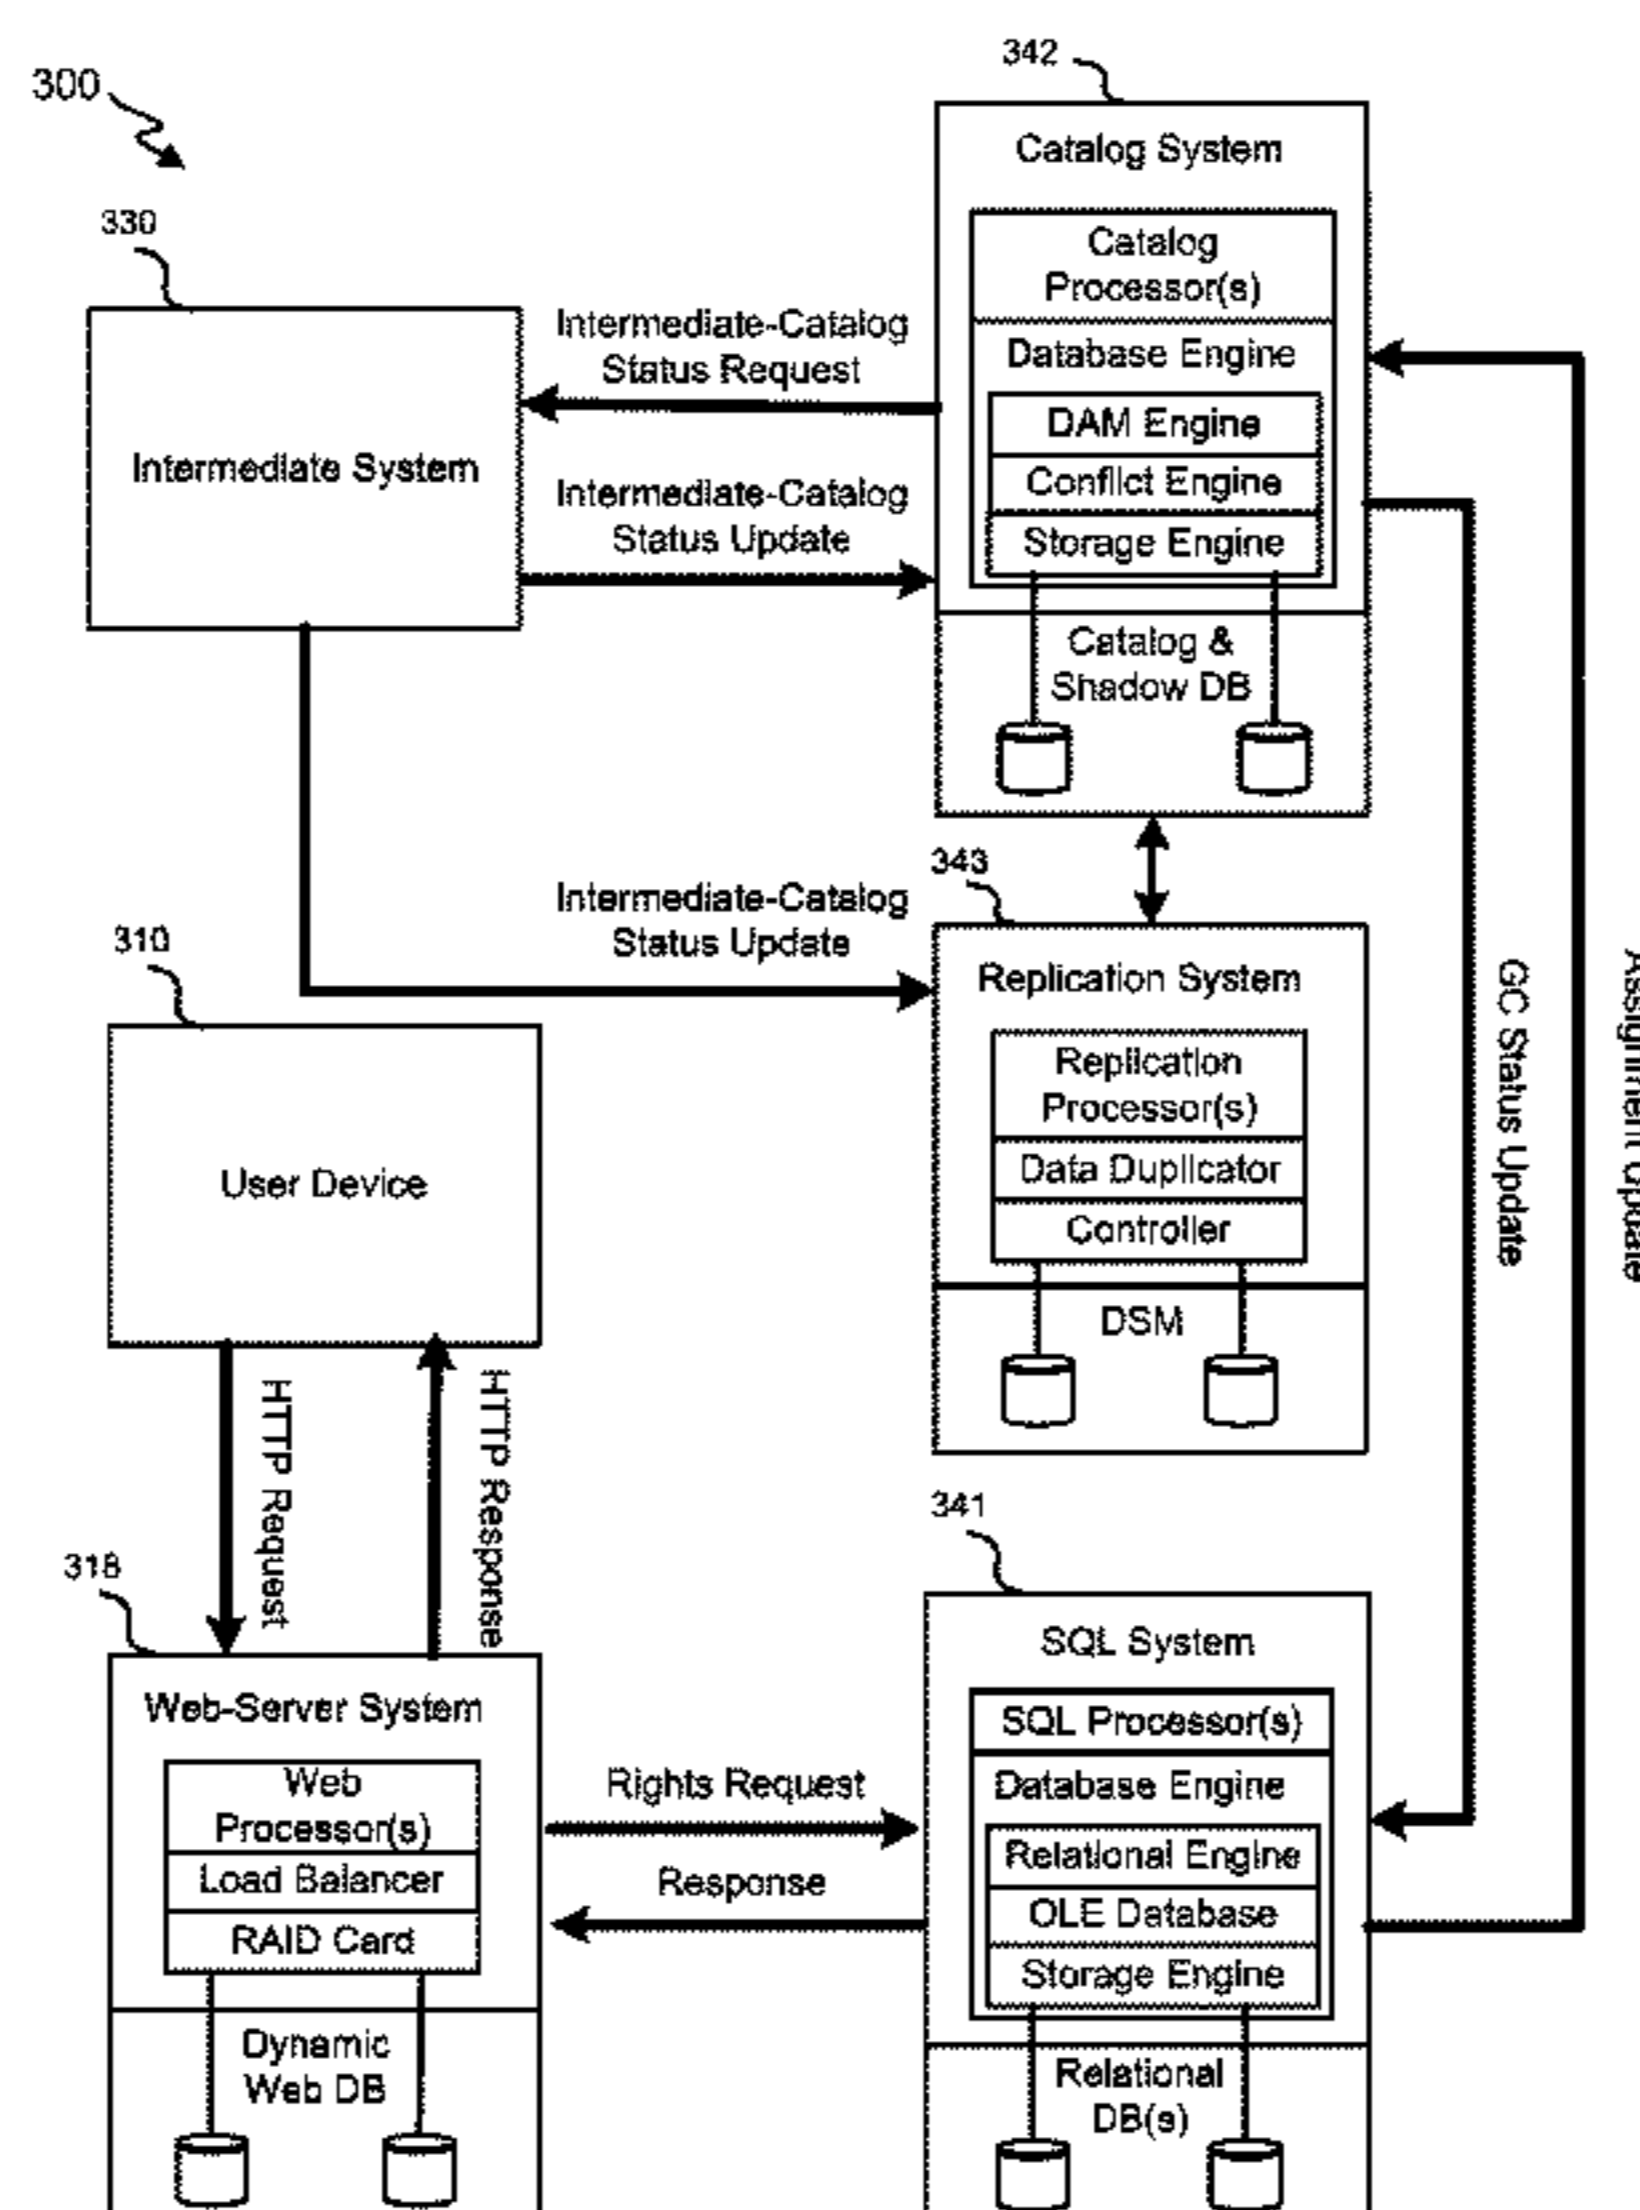 342
300
Catalog System
330
Catalog
Processor(s)
Intermediate-Catalog
Status Request
Database Engine
DAM Engine
Intermediate System
Conflict Engine
Intermediate-Catalog
Status Update
Storage Engine
Catalog &
Shadow DB
343
Intermediate-Catalog
Status Update
310
Replication System
GC Status Update
Assignment Update
Replication
Processor(s)
User Device
Data Duplicator
Controller
DSM
HTTP Request
HTTP Response
341
318
SQL System
Web-Server System
SQL Processor(s)
Web
Processor(s)
Rights Request
Database Engine
Relational Engine
Load Balancer
Response
OLE Database
RAID Card
Storage Engine
Dynamic
Web DB
Relational
DB(s)